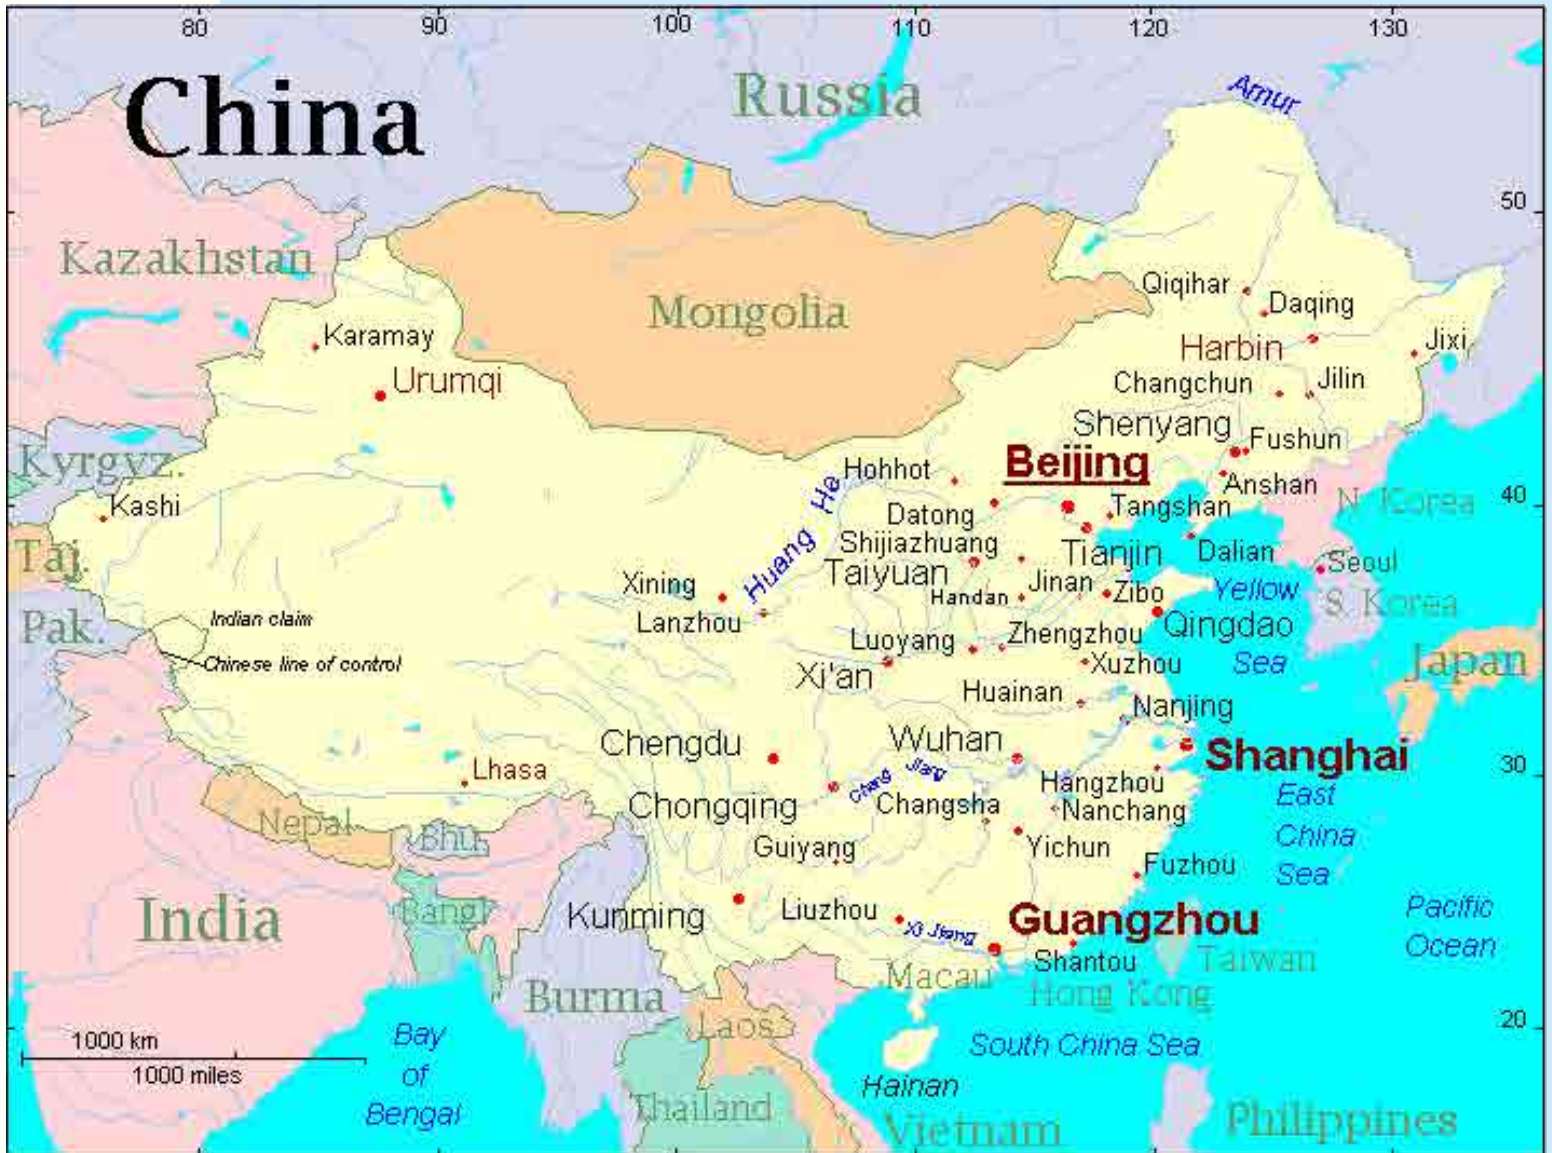 80 90 100 110 120 130
China
Russia
Amur
50
Kazakhstan
Mongolia
Qiqihar
Daqing
Karamay
Harbin
Jixi
Urumqi
Changchun
Jilin
Shenyang
Fushun
Kyrgyz.
Beijing
Hohhot
Anshan
Kashi
Huang He
Datong
Tangshan
N. Korea
40
Taj.
Shijiazhuang
Tianjin
Dalian
Seoul
Taiyuan
Xining
Handan
Jinan
Zibo
Yellow
Sea
S. Korea
Pak.
Indian claim
Lanzhou
Luoyang
Zhengzhou
Qingdao
Chinese line of control
Xi'an
Xuzhou
Japan
Huainan
Nanjing
Chengdu
Wuhan
Shanghai
Lhasa
Chang Jiang
Hangzhou
30
Chongqing
Changsha
Nanchang
East
China
Sea
Nepal
Bhu.
Guiyang
Yichun
Fuzhou
India
Bangl
Kunming
Liuzhou
Xi Jiang
Guangzhou
Pacific
Ocean
Shantou
Taiwan
Macau
Hong Kong
Burma
Laos
20
1000 km
1000 miles
Bay
of
Bengal
South China Sea
Hainan
Thailand
Vietnam
Philippines